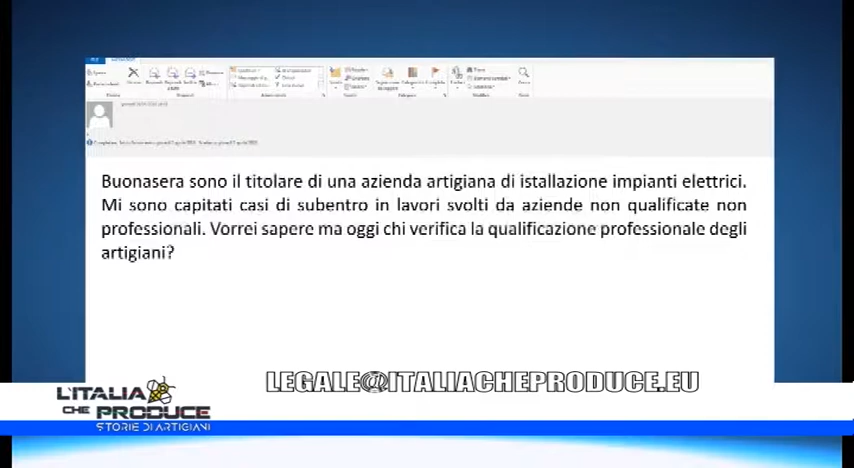 Buonasera sono il titolare di una azienda artigiana di istallazione impianti elettrici.
Mi sono capitati casi di subentro in lavori svolti da aziende non qualificate non
professionali. Vorrei sapere ma oggi chi verifica la qualificazione professionale degli
artigiani?
LEGALE@ITALIACHEPRODUCE.EU
L'ITALIA
CHE PRODUCE
STORIE DI ARTIGIANI